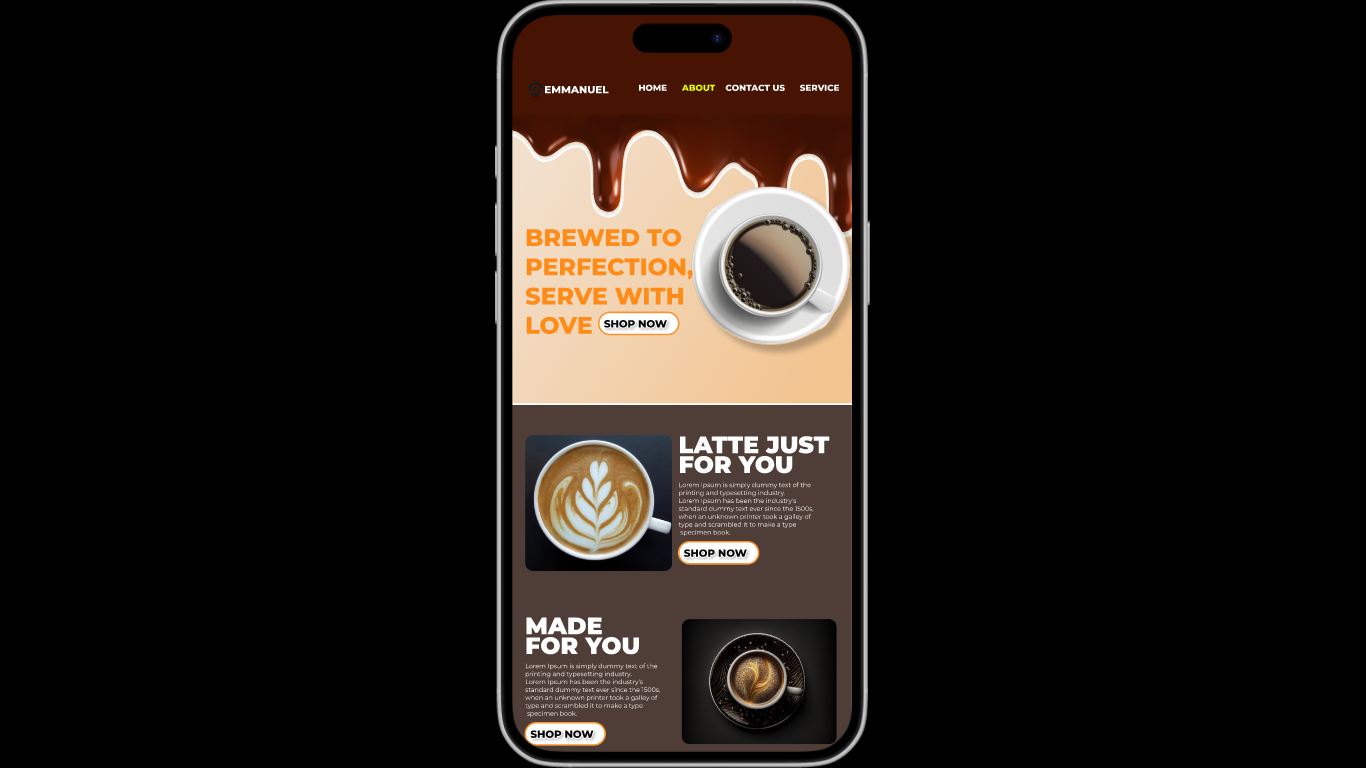 EMMANUEL HOME ABOUT CONTACT US SERVICE
BREWED TO
PERFECTION,
SERVE WITH
LOVE SHOP NOW
LATTE JUST
FOR YOU
Lorem Ipsum is simply dummy text of the
printing and typesetting industry.
Lorem Ipsum has been the industry's
standard dummy text ever since the 1500s,
when an unknown printer took a galley of
type and scrambled it to make a type
specimen book.
SHOP NOW
MADE
FOR YOU
Lorem Ipsum is simply dummy text of the
printing and typesetting industry.
Lorem Ipsum has been the industry's
standard dummy text ever since the 1500s,
when an unknown printer took a galley of
type and scrambled it to make a type
specimen book.
SHOP NOW